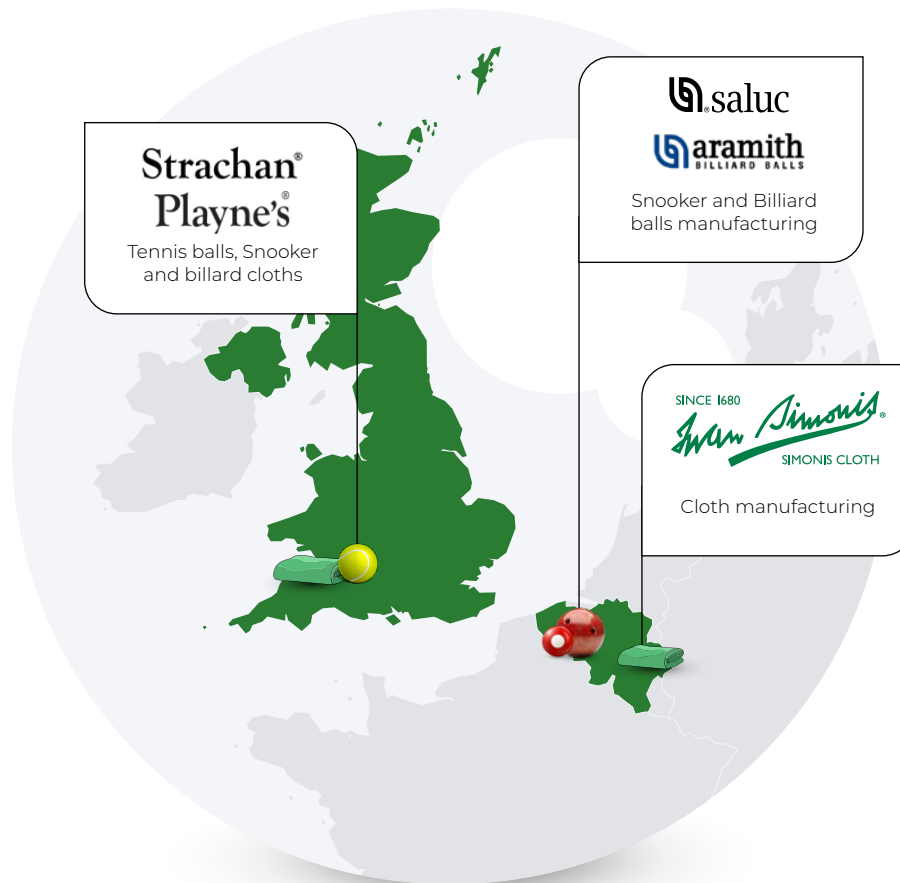 Strachan®
Playne's®
Tennis balls, Snooker
and billard cloths
®saluc
aramith
BILLIARD BALLS
Snooker and Billiard
balls manufacturing
SINCE 1680
Iwan Simonis®
SIMONIS CLOTH
Cloth manufacturing